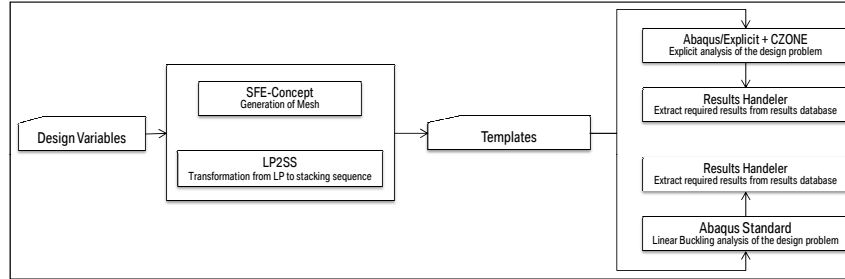 Design Variables
SFE-Concept
Generation of Mesh
LP2SS
Transformation from LP to stacking sequence
Templates
Abaqus/Explicit + CZONE
Explicit analysis of the design problem
Results Handeler
Extract required results from results database
Results Handeler
Extract required results from results database
Abaqus Standard
Linear Buckling analysis of the design problem